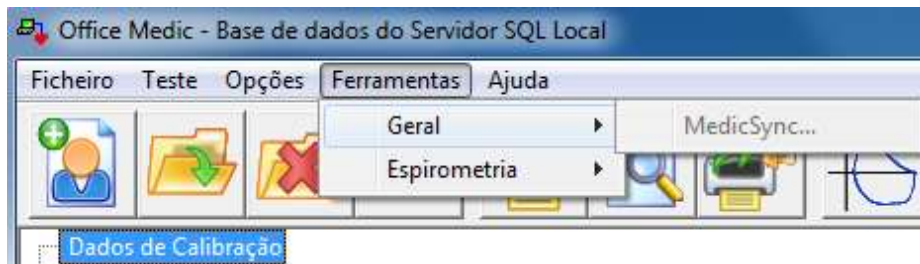 Office Medic - Base de dados do Servidor SQL Local
Ficheiro Teste Opções Ferramentas Ajuda
Geral MedicSync...
Espirometria
Dados de Calibração